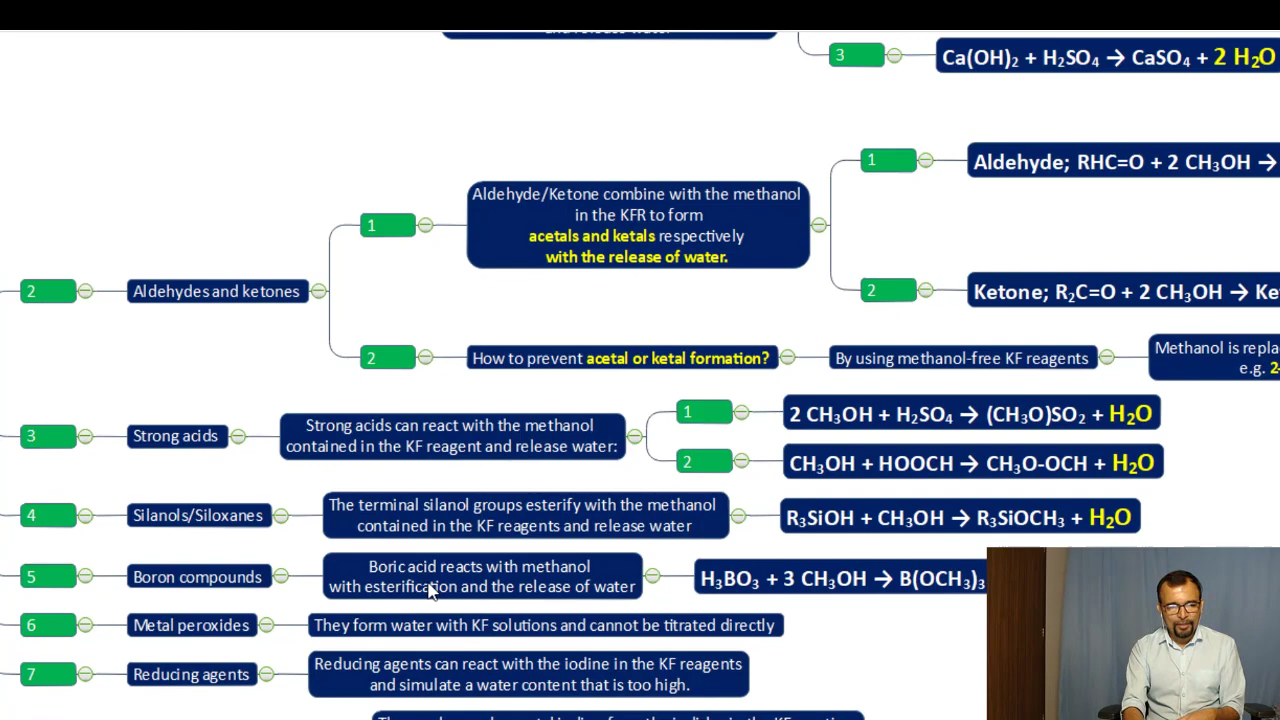 3
Ca(OH)₂ + H₂SO₄ → CaSO₄ + 2 H₂O
1
Aldehyde; RHC=O + 2 CH₃OH →
Aldehyde/Ketone combine with the methanol
in the KFR to form
acetals and ketals respectively
with the release of water.
1
2
Aldehydes and ketones
2
Ketone; R₂C=O + 2 CH₃OH → Ke
2
How to prevent acetal or ketal formation?
By using methanol-free KF reagents
Methanol is repla
e.g. 2-
3
Strong acids
Strong acids can react with the methanol
contained in the KF reagent and release water:
1
2 CH₃OH + H₂SO₄ → (CH₃O)SO₂ + H₂O
2
CH₃OH + HOOCH → CH₃O-OCH + H₂O
4
Silanols/Siloxanes
The terminal silanol groups esterify with the methanol
contained in the KF reagents and release water
R₃SiOH + CH₃OH → R₃SiOCH₃ + H₂O
5
Boron compounds
Boric acid reacts with methanol
with esterification and the release of water
H₃BO₃ + 3 CH₃OH → B(OCH₃)₃
6
Metal peroxides
They form water with KF solutions and cannot be titrated directly
7
Reducing agents
Reducing agents can react with the iodine in the KF reagents
and simulate a water content that is too high.